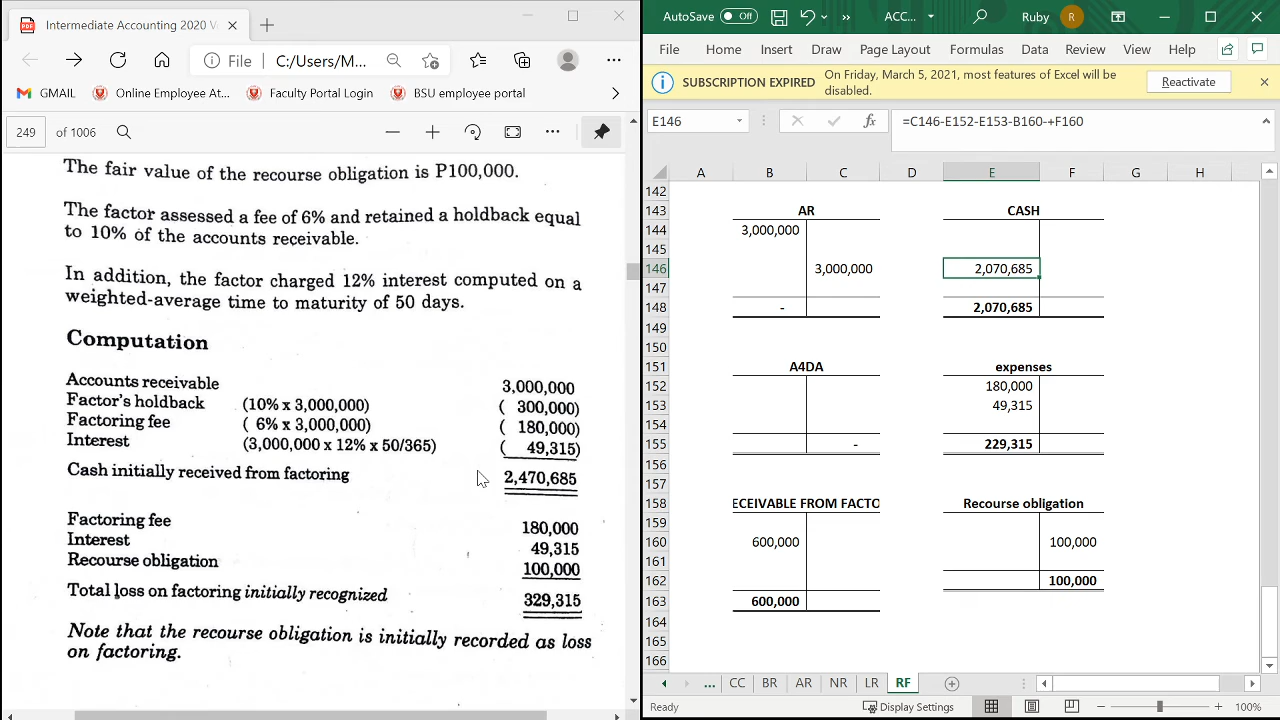 Intermediate Accounting 2020 V
File
C:/Users/M...
GMAIL
Online Employee At...
Faculty Portal Login
BSU employee portal
249 of 1006
The fair value of the recourse obligation is P100,000.
The factor assessed a fee of 6% and retained a holdback equal
to 10% of the accounts receivable.
In addition, the factor charged 12% interest computed on a
weighted-average time to maturity of 50 days.
Computation
Accounts receivable 3,000,000
Factor's holdback (10% x 3,000,000) ( 300,000)
Factoring fee ( 6% x 3,000,000) ( 180,000)
Interest (3,000,000 x 12% x 50/365) ( 49,315)
Cash initially received from factoring 2,470,685
Factoring fee 180,000
Interest 49,315
Recourse obligation 100,000
Total loss on factoring initially recognized 329,315
Note that the recourse obligation is initially recorded as loss
on factoring.
AutoSave Off ACC... Ruby R
File Home Insert Draw Page Layout Formulas Data Review View Help
SUBSCRIPTION EXPIRED On Friday, March 5, 2021, most features of Excel will be
disabled. Reactivate
E146 fx =C146-E152-E153-B160-+F160
A B C D E F G H
142
143 AR CASH
144 3,000,000
145
146 3,000,000 2,070,685
147
148 - 2,070,685
149
150
151 A4DA expenses
152 180,000
153 49,315
154
155 - 229,315
156
157
158 ECEIVABLE FROM FACTO Recourse obligation
159
160 600,000 100,000
161
162 100,000
163 600,000
164
165
166
... CC BR AR NR LR RF
Ready Display Settings 100%